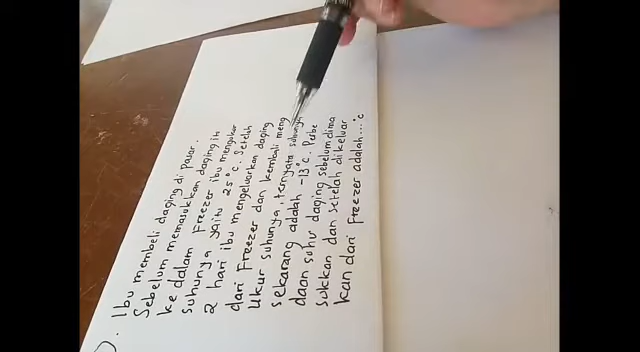 Ibu membeli daging di pasar.
Sebelum memasukkan daging itu
ke dalam Freezer ibu mengukur
suhunya yaitu 25° C. Setelah
2 hari ibu mengeluarkan daging
dari Freezer dan kembali meng
ukur suhunya, ternyata suhunya
sekarang adalah -13° C. Perbe
daan suhu daging sebelum dima
sukkan dan setelah dikeluar
kan dari Freezer adalah ... °C